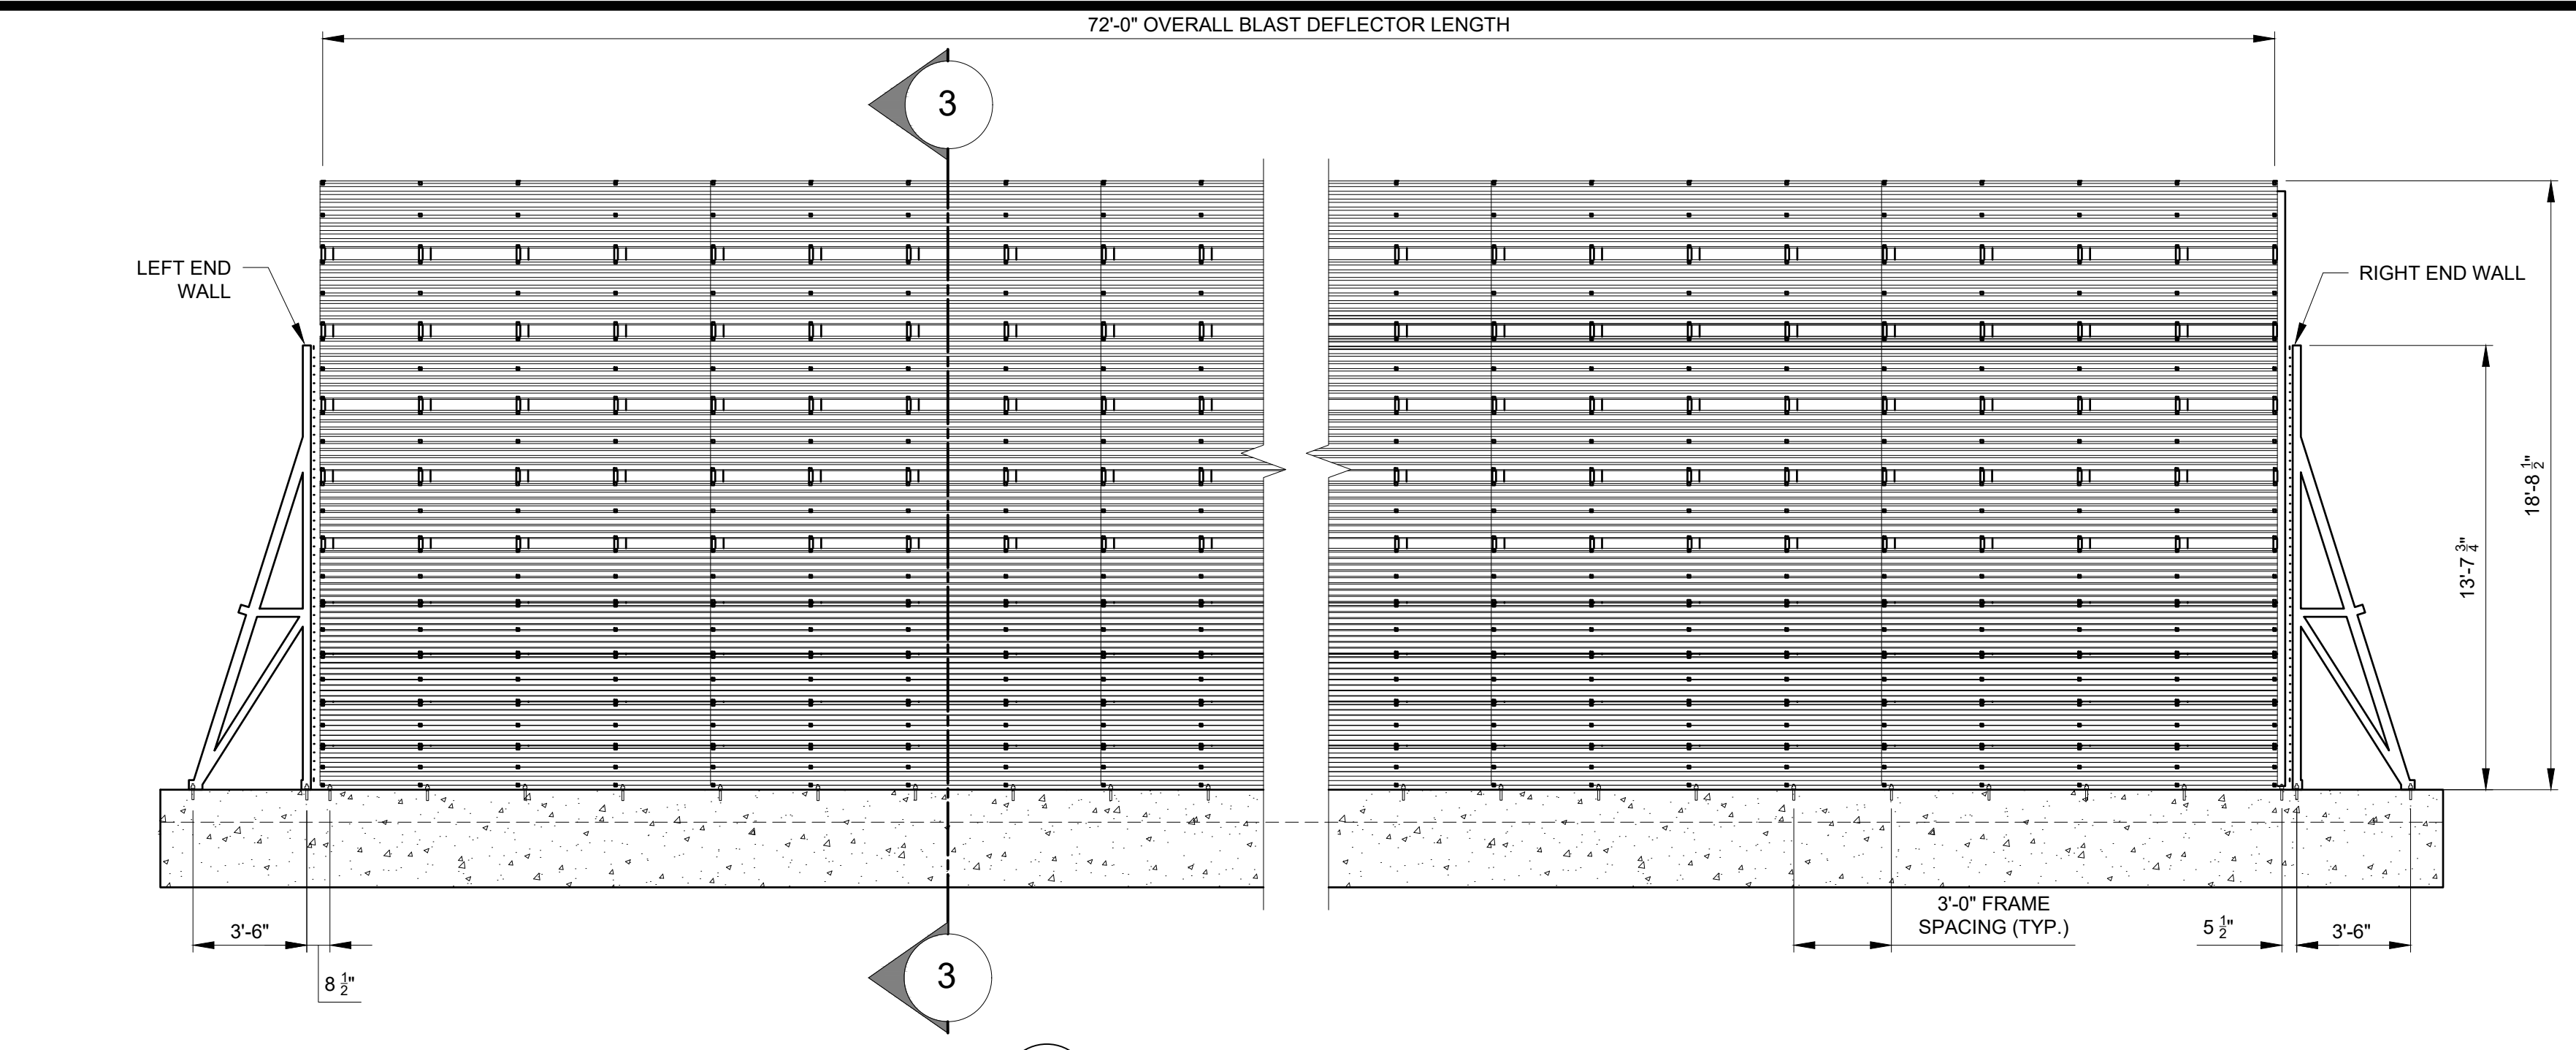 72'-0" OVERALL BLAST DEFLECTOR LENGTH
3
LEFT END
WALL
RIGHT END WALL
18'-8 1/2"
13'-7 3/4"
3'-6"
8 1/2"
3'-0" FRAME
SPACING (TYP.)
5 1/2"
3'-6"
3